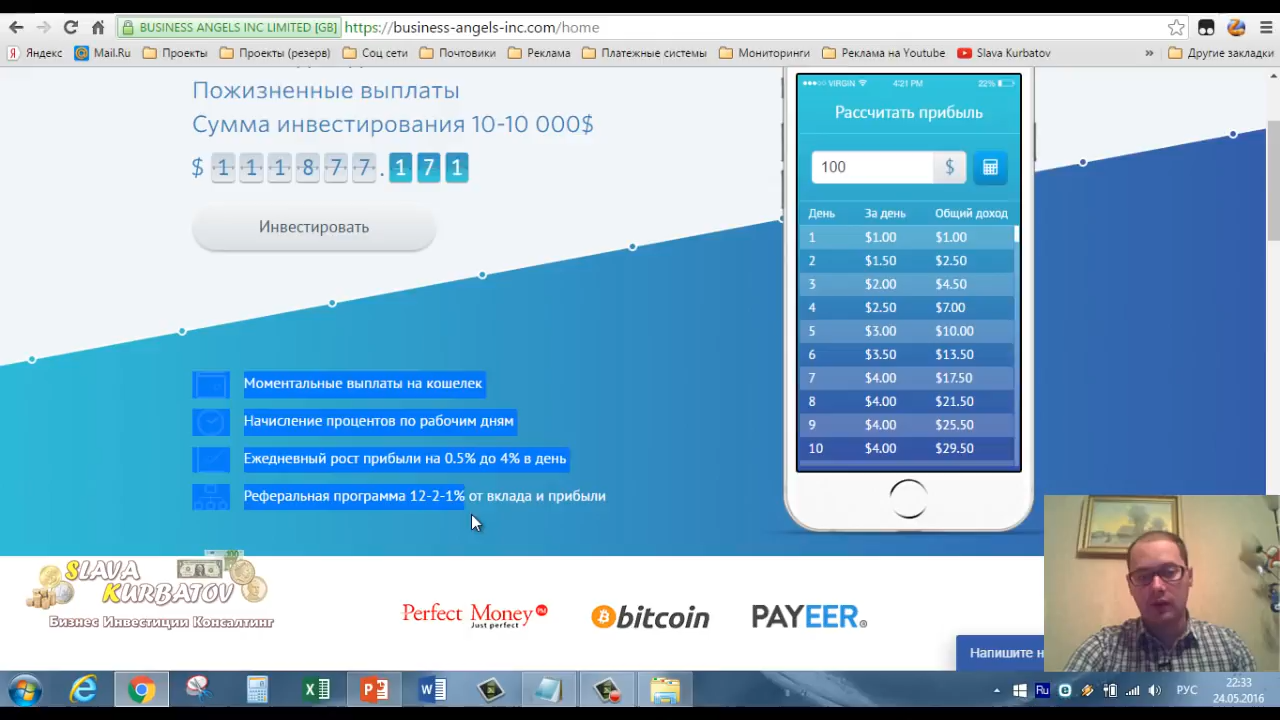 BUSINESS ANGELS INC LIMITED [GB]
https://business-angels-inc.com/home
Яндекс
Mail.Ru
Проекты
Проекты (резерв)
Соц сети
Почтовики
Реклама
Платежные системы
Мониторинги
Реклама на Youtube
Slava Kurbatov
»
Другие закладки
Пожизненные выплаты
Сумма инвестирования 10-10 000$
$ 1 1 1 8 7 7 . 1 7 1
Инвестировать
VIRGIN 4:21 PM 22%
Рассчитать прибыль
100 $
День За день Общий доход
1 $1.00 $1.00
2 $1.50 $2.50
3 $2.00 $4.50
4 $2.50 $7.00
5 $3.00 $10.00
6 $3.50 $13.50
7 $4.00 $17.50
8 $4.00 $21.50
9 $4.00 $25.50
10 $4.00 $29.50
Моментальные выплаты на кошелек
Начисление процентов по рабочим дням
Ежедневный рост прибыли на 0.5% до 4% в день
Реферальная программа 12-2-1% от вклада и прибыли
SLAVA
KURBATOV
Бизнес Инвестиции Консалтинг
Perfect Money PM
Just perfect
bitcoin
PAYEER®
Напишите н
Ru
РУС
22:33
24.05.2016